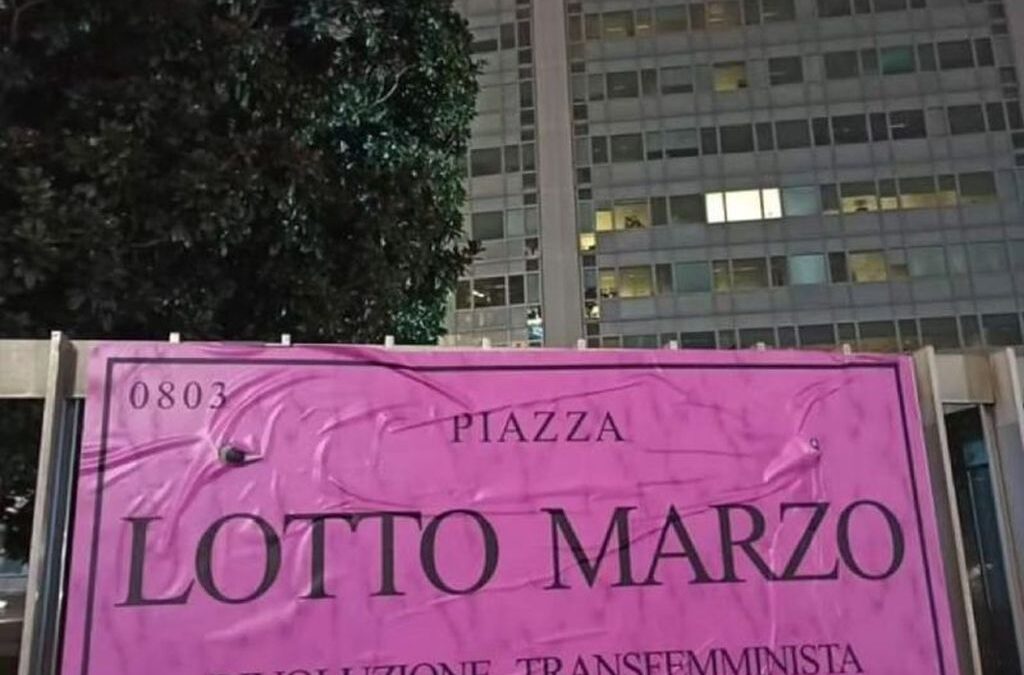 0803
PIAZZA
LOTTO MARZO
TRANSFEMMINISTA